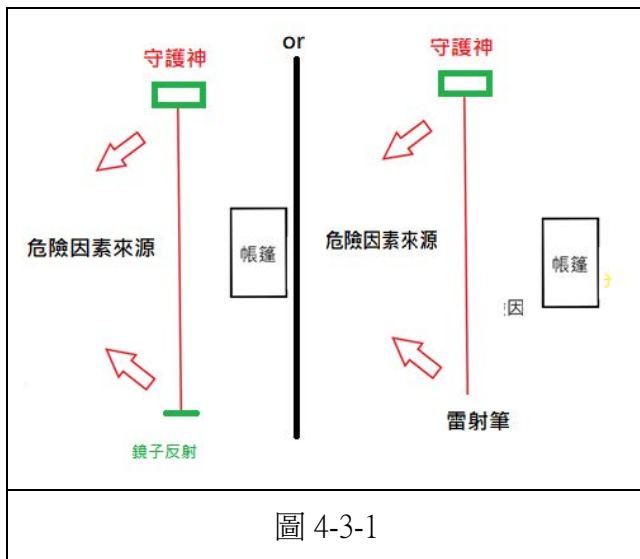 or
守護神
危險因素來源
帳篷
鏡子反射
守護神
危險因素來源
帳篷
因
雷射筆
圖 4-3-1